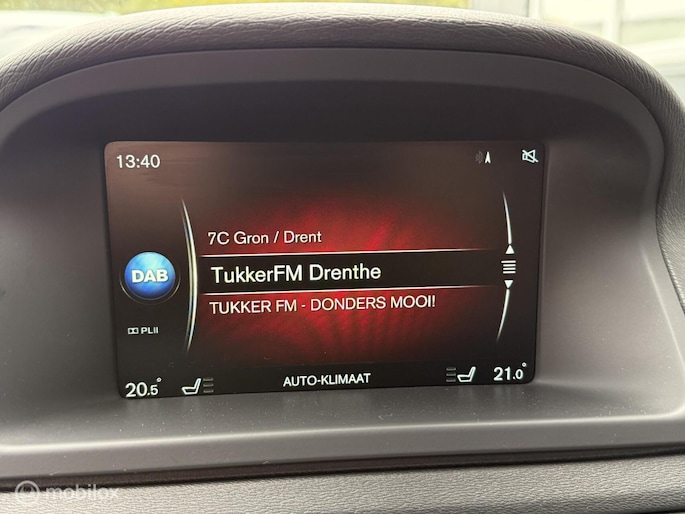 13:40
7C Gron / Drent
DAB
TukkerFM Drenthe
TUKKER FM - DONDERS MOOI!
PLII
20.5°
AUTO-KLIMAAT
21.0°
© mobilox